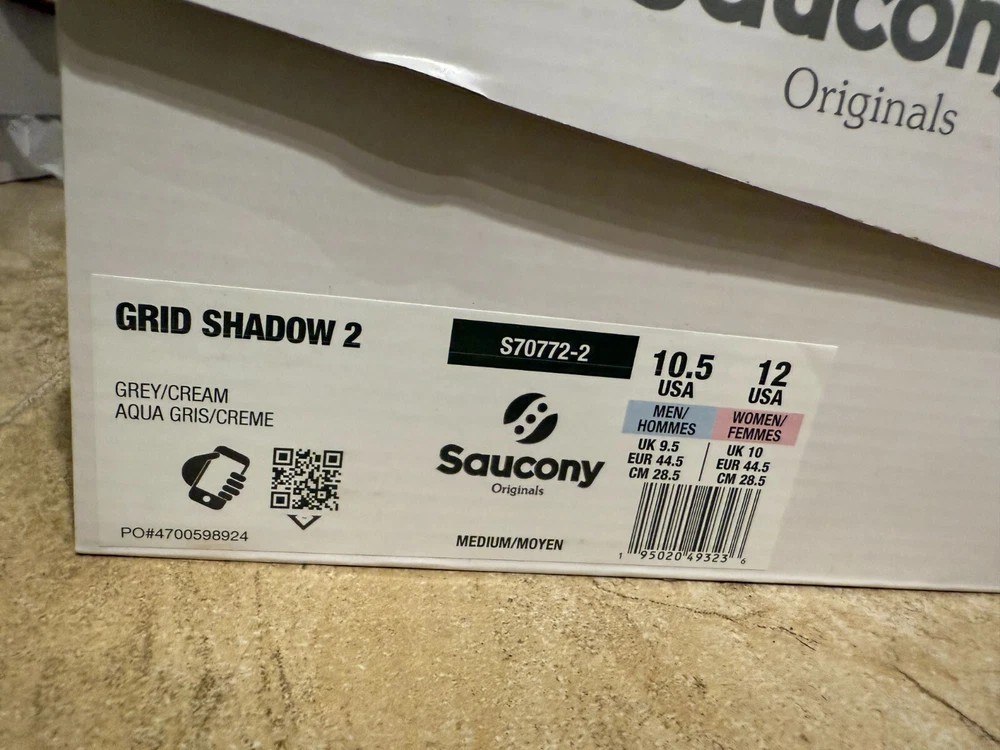 Saucony
Originals
GRID SHADOW 2
S70772-2
10.5 12
USA USA
GREY/CREAM
AQUA GRIS/CREME
MEN/ HOMMES
WOMEN/ FEMMES
UK 9.5 UK 10
EUR 44.5 EUR 44.5
CM 28.5 CM 28.5
Saucony
Originals
PO#4700598924
MEDIUM/MOYEN
1 95020 49323 6